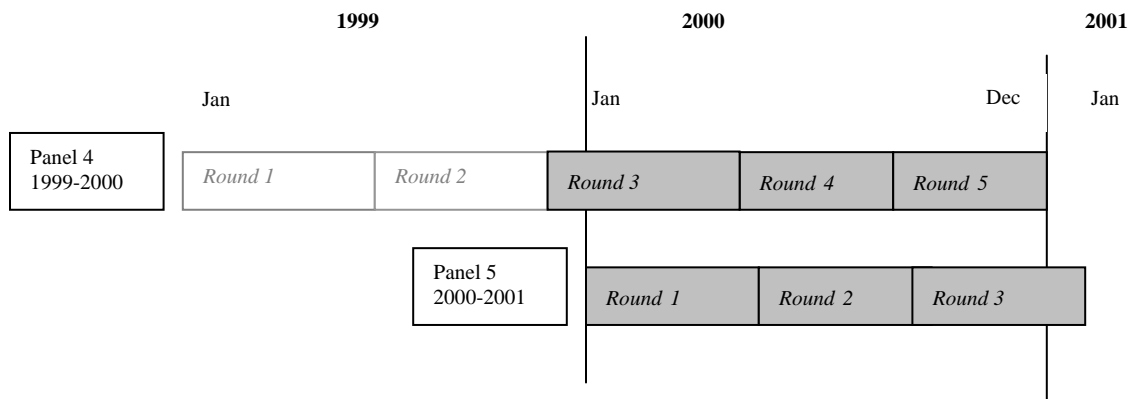 1999 2000 2001
Jan Jan Dec Jan
Panel 4
1999-2000
Round 1 Round 2 Round 3 Round 4 Round 5
Panel 5
2000-2001
Round 1 Round 2 Round 3